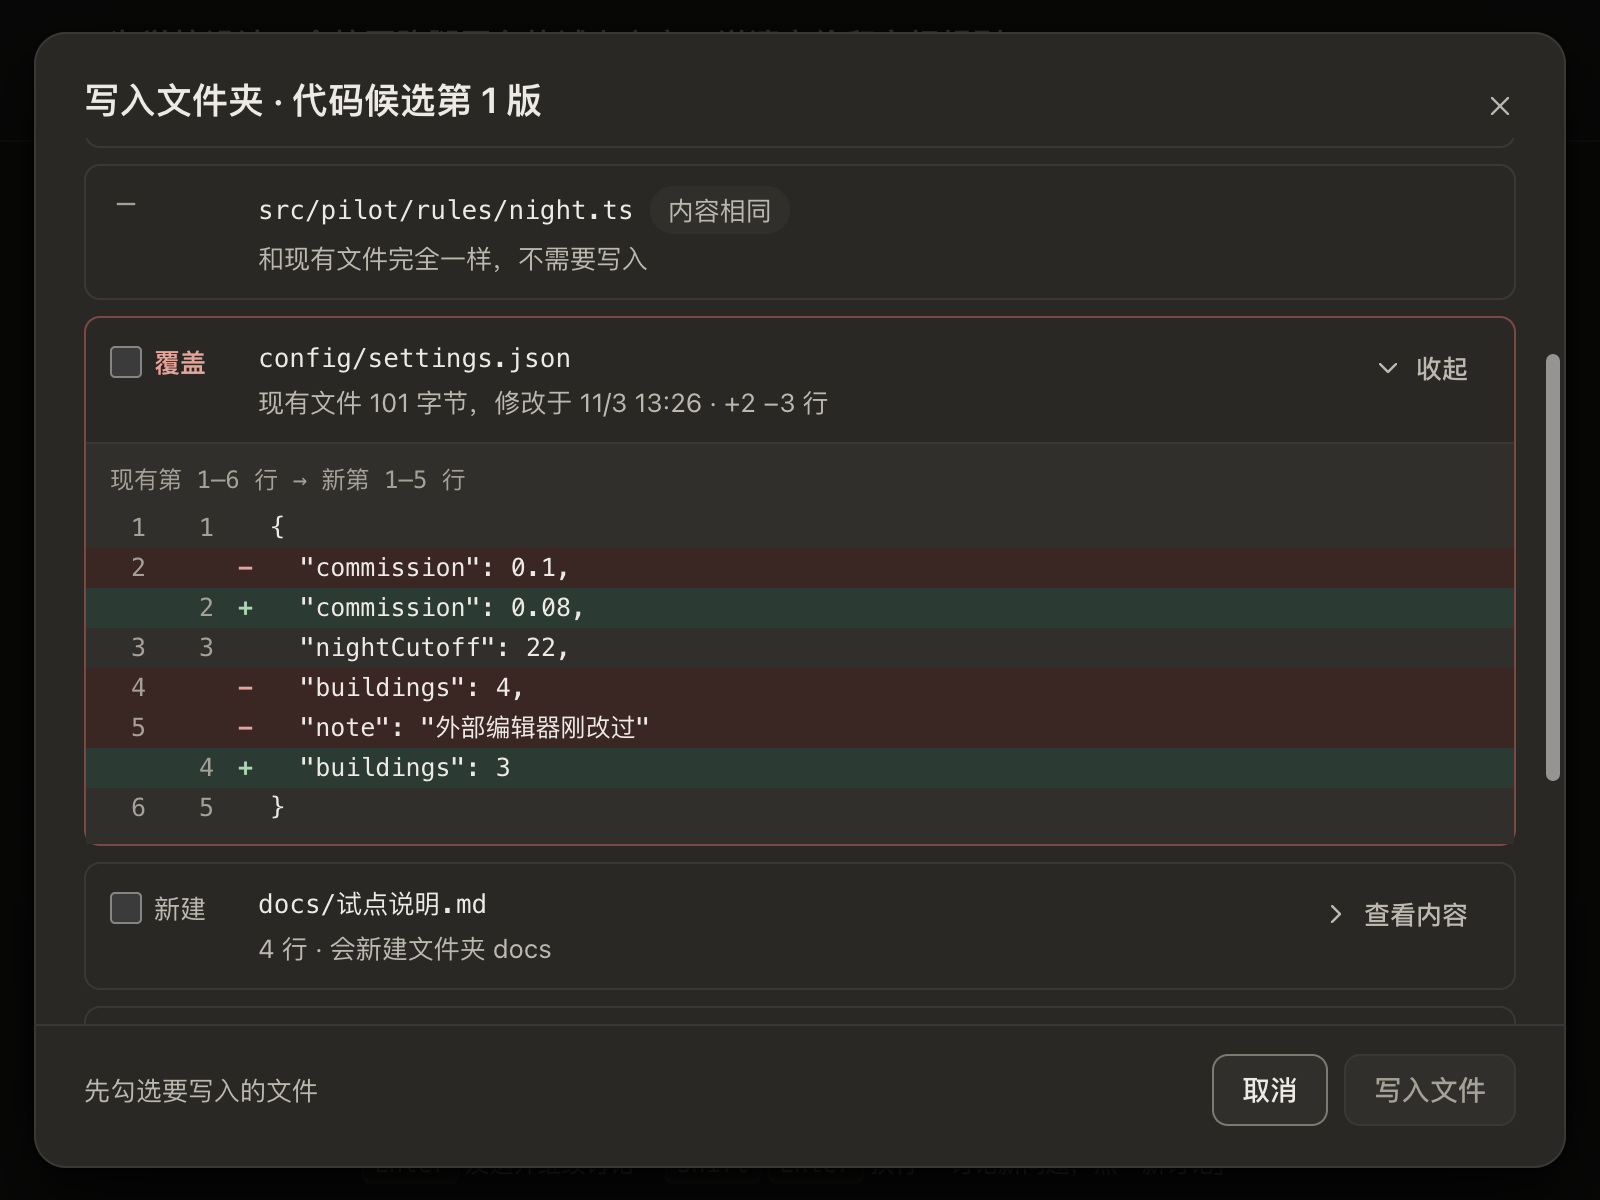 写入文件夹 · 代码候选第 1 版
src/pilot/rules/night.ts 内容相同
和现有文件完全一样，不需要写入
覆盖 config/settings.json 收起
现有文件 101 字节，修改于 11/3 13:26 · +2 −3 行
现有第 1–6 行 → 新第 1–5 行
1 1 {
2 − "commission": 0.1,
2 + "commission": 0.08,
3 3 "nightCutoff": 22,
4 − "buildings": 4,
5 − "note": "外部编辑器刚改过"
4 + "buildings": 3
6 5 }
新建 docs/试点说明.md 查看内容
4 行 · 会新建文件夹 docs
先勾选要写入的文件 取消 写入文件